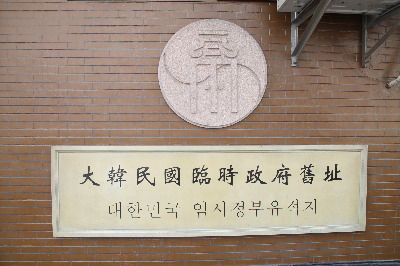 大韓民國臨時政府舊址
대한민국 임시정부유적지